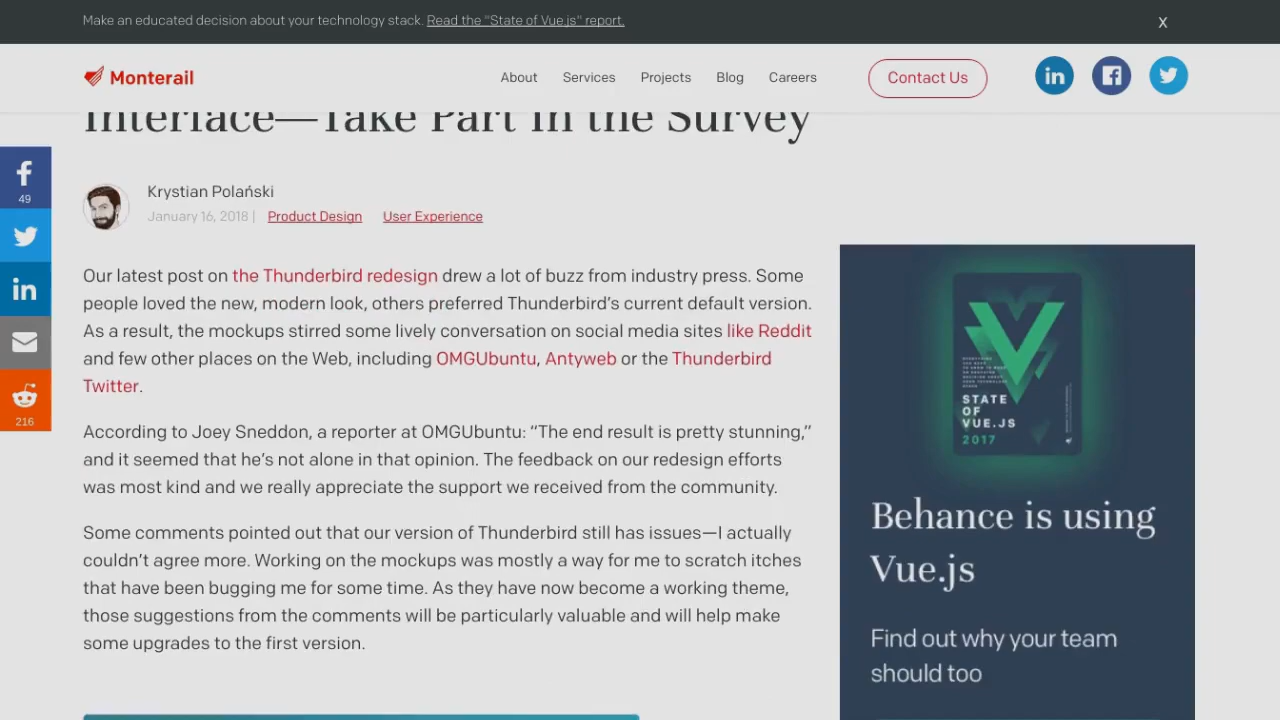 Make an educated decision about your technology stack. Read the "State of Vue.js" report.
X
Monterail
About
Services
Projects
Blog
Careers
Contact Us
Interface—Take Part in the Survey
49
216
Krystian Polański
January 16, 2018 | Product Design User Experience
Our latest post on the Thunderbird redesign drew a lot of buzz from industry press. Some
people loved the new, modern look, others preferred Thunderbird's current default version.
As a result, the mockups stirred some lively conversation on social media sites like Reddit
and few other places on the Web, including OMGUbuntu, Antyweb or the Thunderbird
Twitter.
According to Joey Sneddon, a reporter at OMGUbuntu: “The end result is pretty stunning,”
and it seemed that he’s not alone in that opinion. The feedback on our redesign efforts
was most kind and we really appreciate the support we received from the community.
Some comments pointed out that our version of Thunderbird still has issues—I actually
couldn’t agree more. Working on the mockups was mostly a way for me to scratch itches
that have been bugging me for some time. As they have now become a working theme,
those suggestions from the comments will be particularly valuable and will help make
some upgrades to the first version.
STATE
OF
VUE.JS
2017
Behance is using
Vue.js
Find out why your team
should too